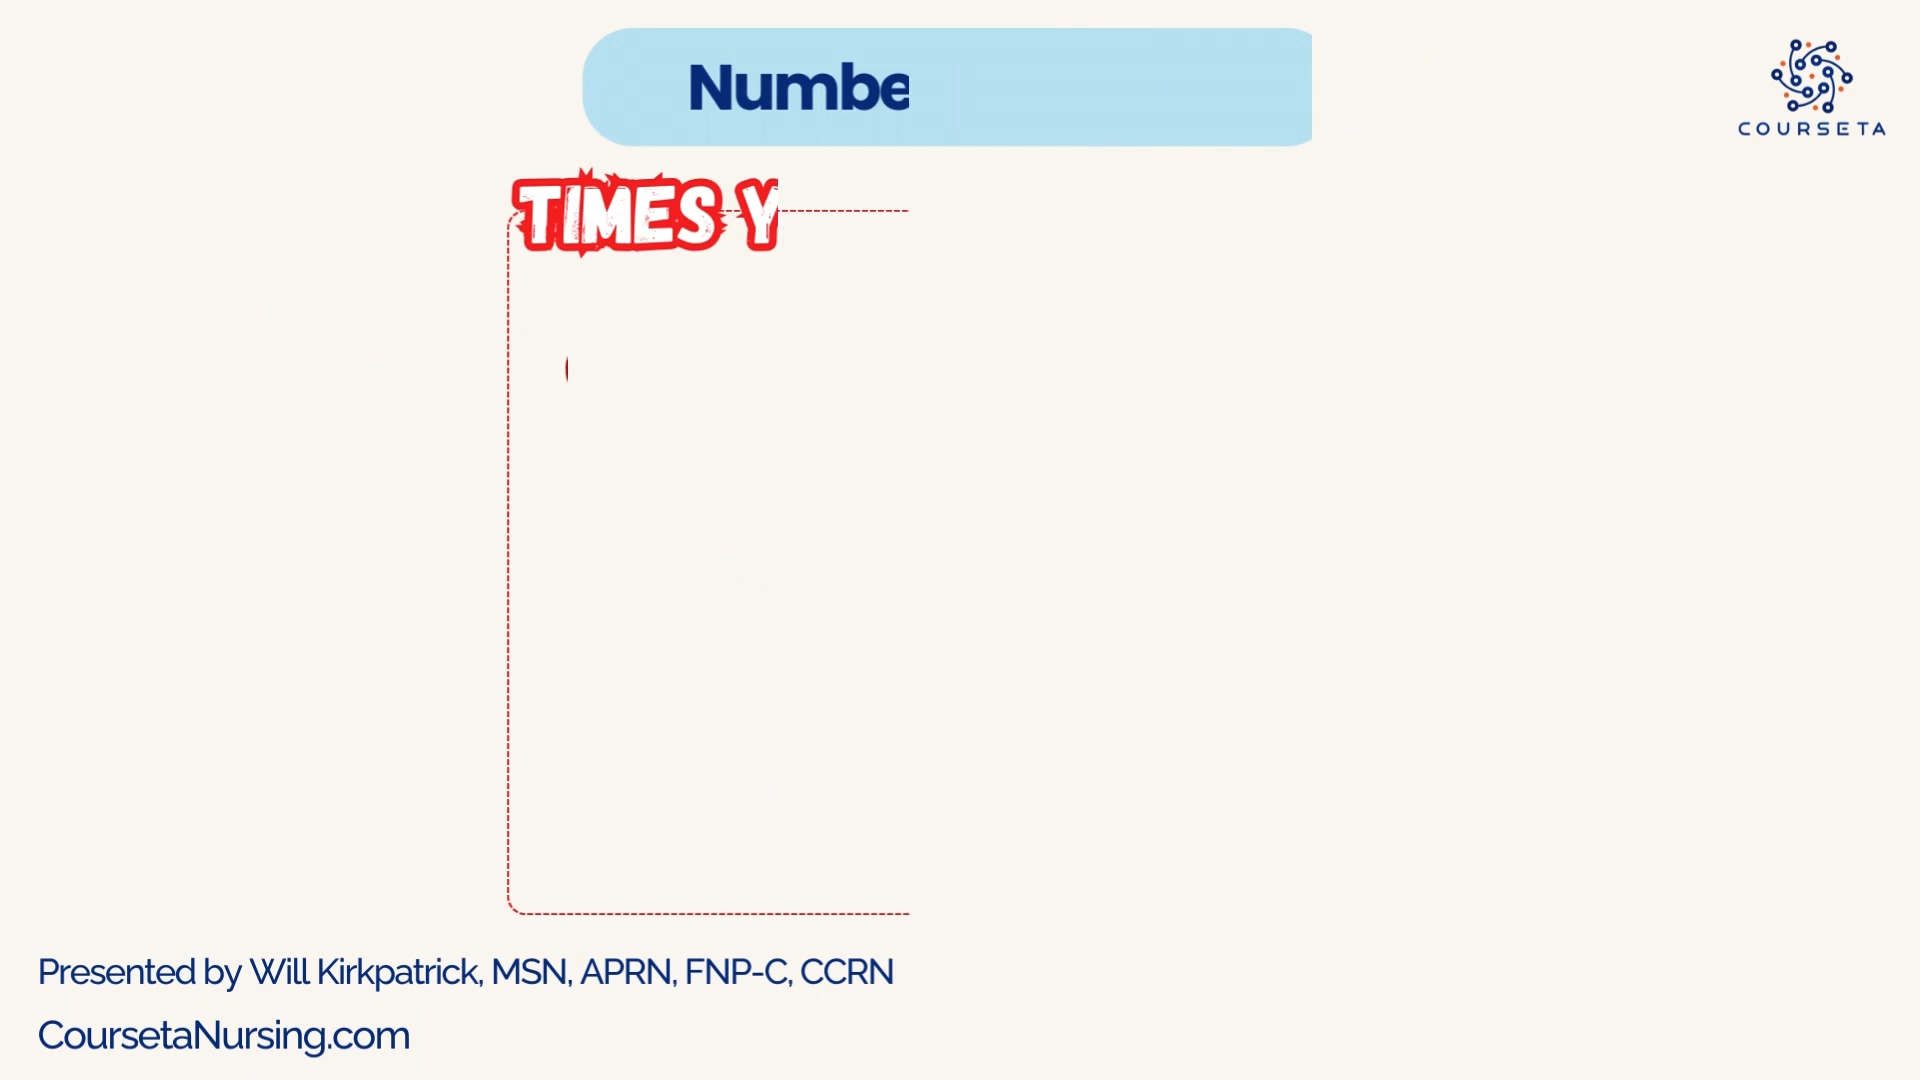 Numbe
COURSETA
TIMES Y
Presented by Will Kirkpatrick, MSN, APRN, FNP-C, CCRN
CoursetaNursing.com